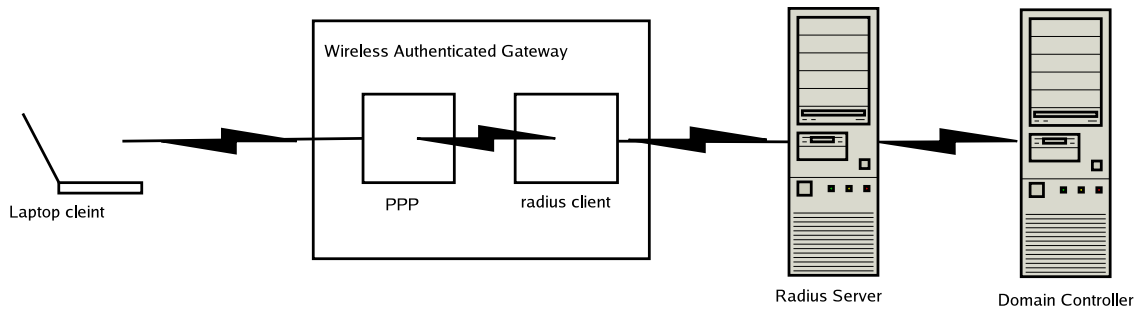 Wireless Authenticated Gateway
Laptop cleint
PPP
radius client
Radius Server
Domain Controller